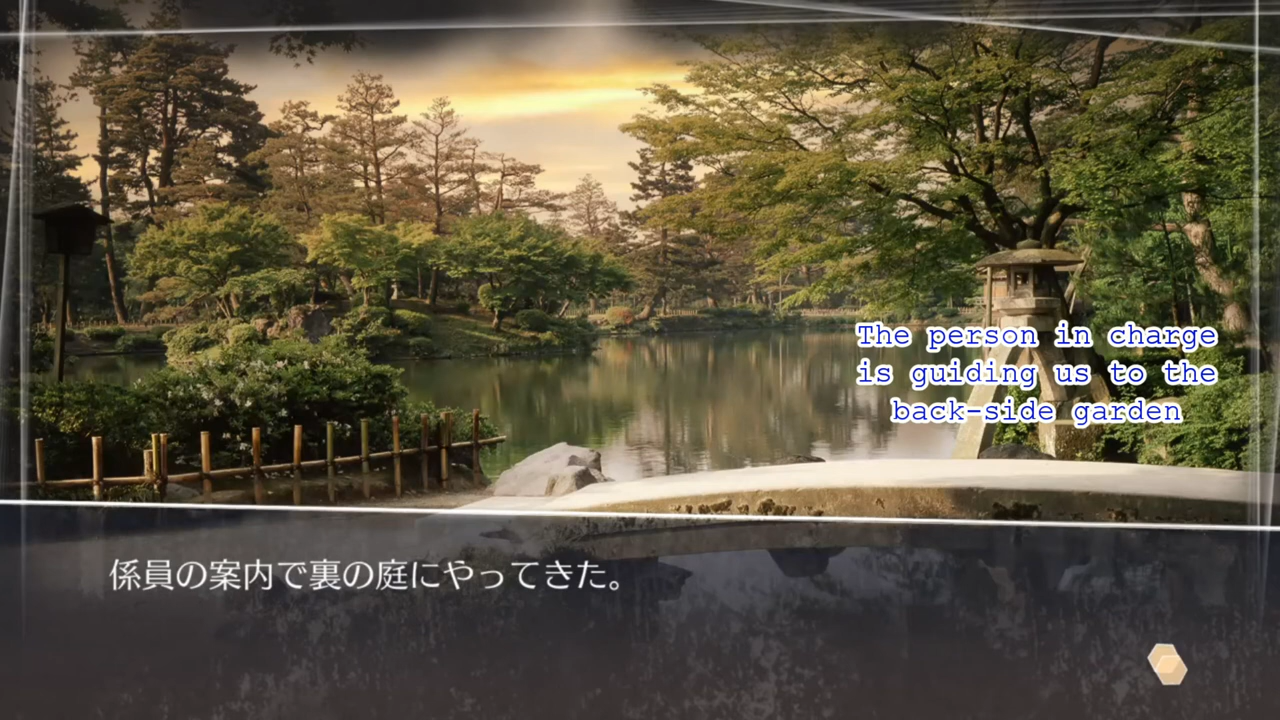 The person in charge
is guiding us to the
back-side garden
係員の案内で裏の庭にやってきた。